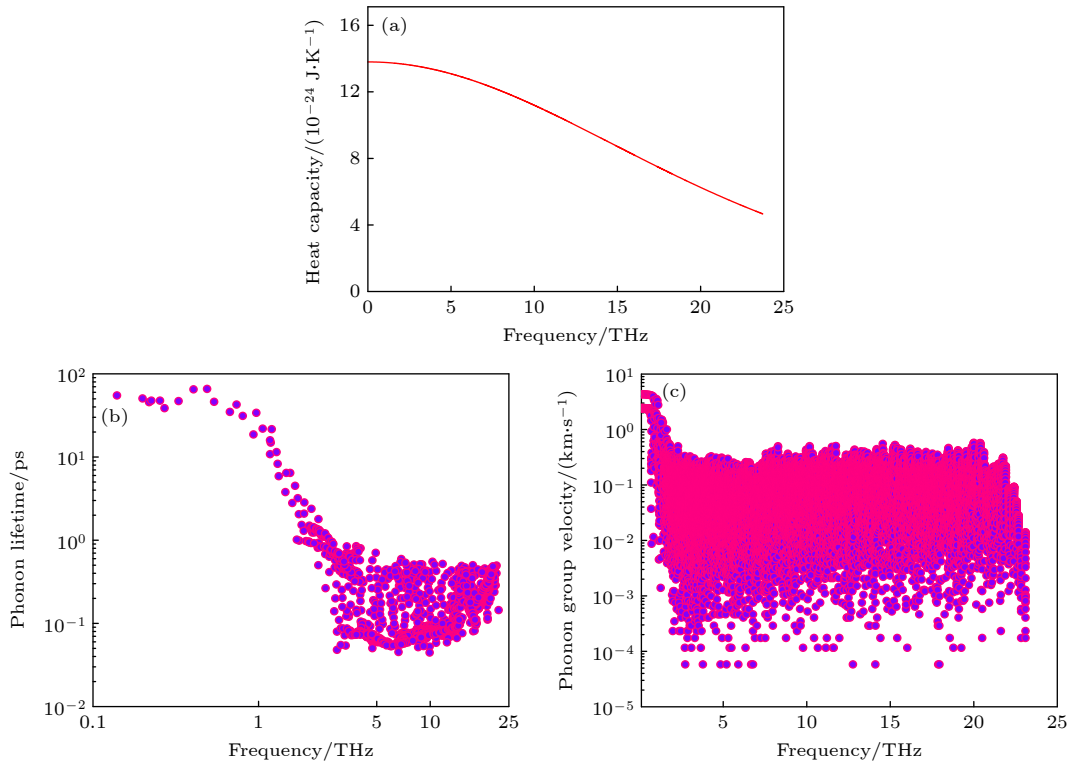 (a)
Heat capacity/(10⁻²⁴ J·K⁻¹)
16
12
8
4
0
0 5 10 15 20 25
Frequency/THz
(b)
Phonon lifetime/ps
10²
10¹
10⁰
10⁻¹
10⁻²
0.1 1 5 10 25
Frequency/THz
(c)
Phonon group velocity/(km·s⁻¹)
10¹
10⁰
10⁻¹
10⁻²
10⁻³
10⁻⁴
10⁻⁵
5 10 15 20 25
Frequency/THz